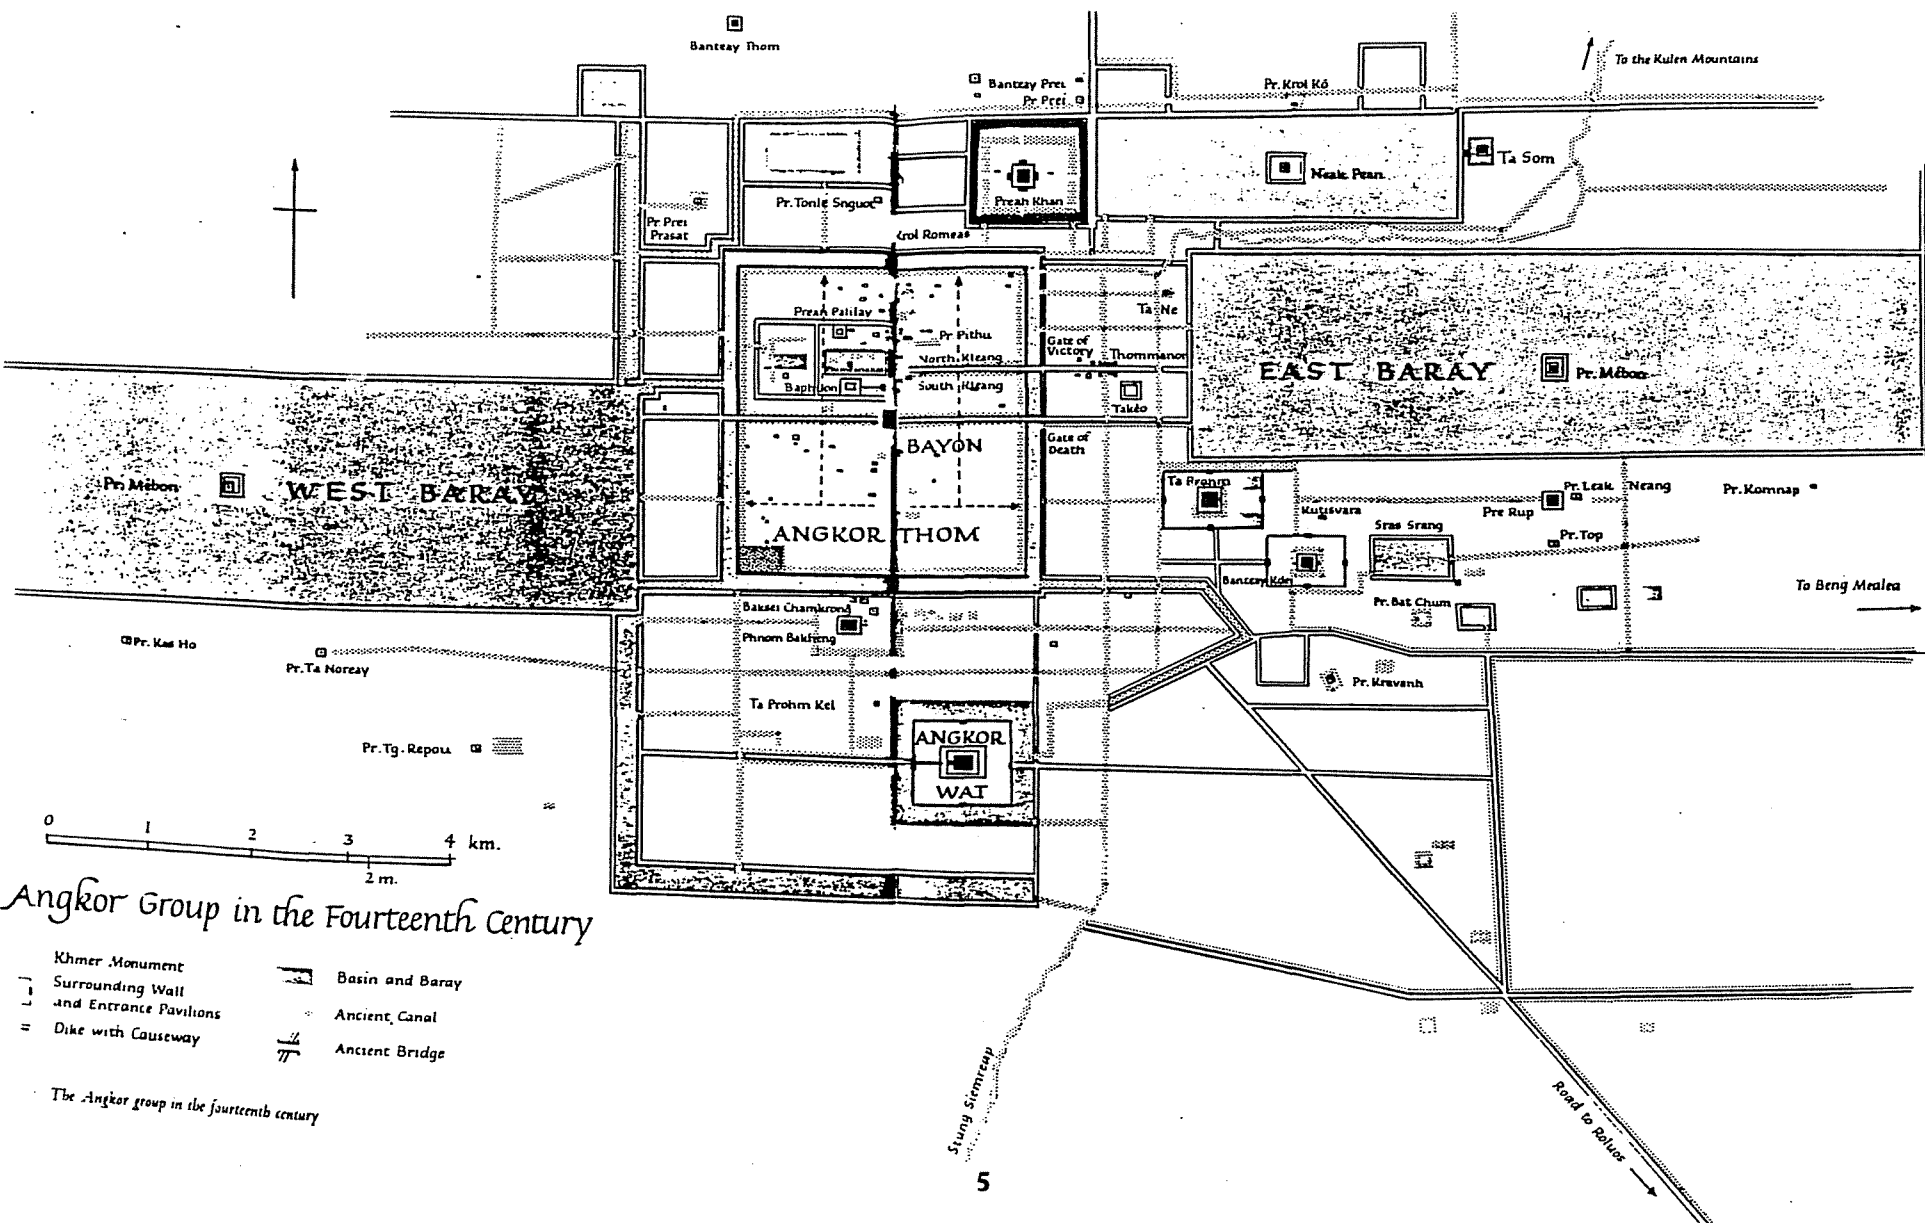 Banteay Thom
To the Kulen Mountains
Banteay Prei
Pr Prei
Pr. Krol Kô
Ta Som
Neak Pean
Preah Khan
Pr. Tonle Snguot
Pr Prei
Prasat
Krol Romeas
Ta Ne
Preah Palilay
Pr Pithu
Gate of
Victory
Thommanon
North Kleang
South Kleang
Baphuon
Takeo
EAST BARAY
Pr. Mébon
BAYON
Gate of
Death
Pr. Mébon
WEST BARAY
Ta Prohm
Pr. Leak Neang
Pr. Komnap
Pre Rup
Kutisvara
Sras Srang
Pr. Top
ANGKOR THOM
Banteay Kdei
To Beng Mealea
Baksei Chamkrong
Pr. Bat Chum
Phnom Bakheng
Pr. Kas Ho
Pr. Ta Noreay
Pr. Kravanh
Ta Prohm Kel
ANGKOR
WAT
Pr. Tg. Repou
0 1 2 3 4 km.
2 m.
Angkor Group in the Fourteenth Century
Khmer Monument
Surrounding Wall
and Entrance Pavilions
Dike with Causeway
Basin and Baray
Ancient Canal
Ancient Bridge
The Angkor group in the fourteenth century
Stung Siemreap
Road to Roluos
5